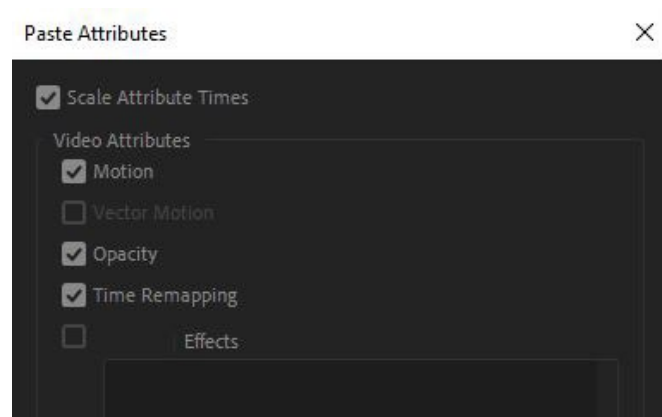 Paste Attributes
Scale Attribute Times
Video Attributes
Motion
Vector Motion
Opacity
Time Remapping
Effects